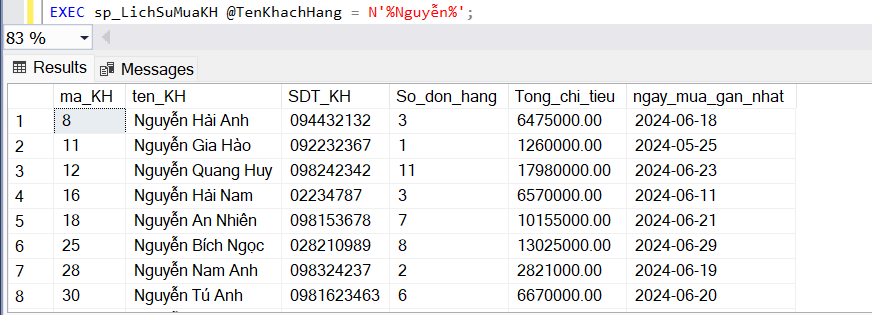 EXEC sp_LichSuMuaKH @TenKhachHang = N'%Nguyễn%';
83 %
Results Messages
ma_KH ten_KH SDT_KH So_don_hang Tong_chi_tieu ngay_mua_gan_nhat
1 8 Nguyễn Hải Anh 094432132 3 6475000.00 2024-06-18
2 11 Nguyễn Gia Hào 092232367 1 1260000.00 2024-05-25
3 12 Nguyễn Quang Huy 098242342 11 17980000.00 2024-06-23
4 16 Nguyễn Hải Nam 02234787 3 6570000.00 2024-06-11
5 18 Nguyễn An Nhiên 098153678 7 10155000.00 2024-06-21
6 25 Nguyễn Bích Ngọc 028210989 8 13025000.00 2024-06-29
7 28 Nguyễn Nam Anh 098324237 2 2821000.00 2024-06-19
8 30 Nguyễn Tú Anh 0981623463 6 6670000.00 2024-06-20